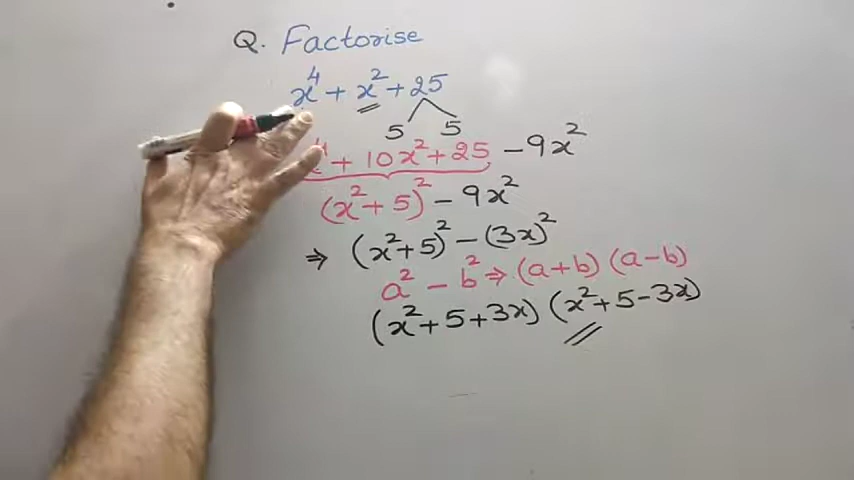 Q. Factorise
x⁴ + x² + 25
5 5
⁴ + 10x² + 25 - 9x²
(x² + 5)² - 9x²
⇒ (x² + 5)² - (3x)²
a² - b² ⇒ (a+b) (a-b)
(x² + 5 + 3x) (x² + 5 - 3x)